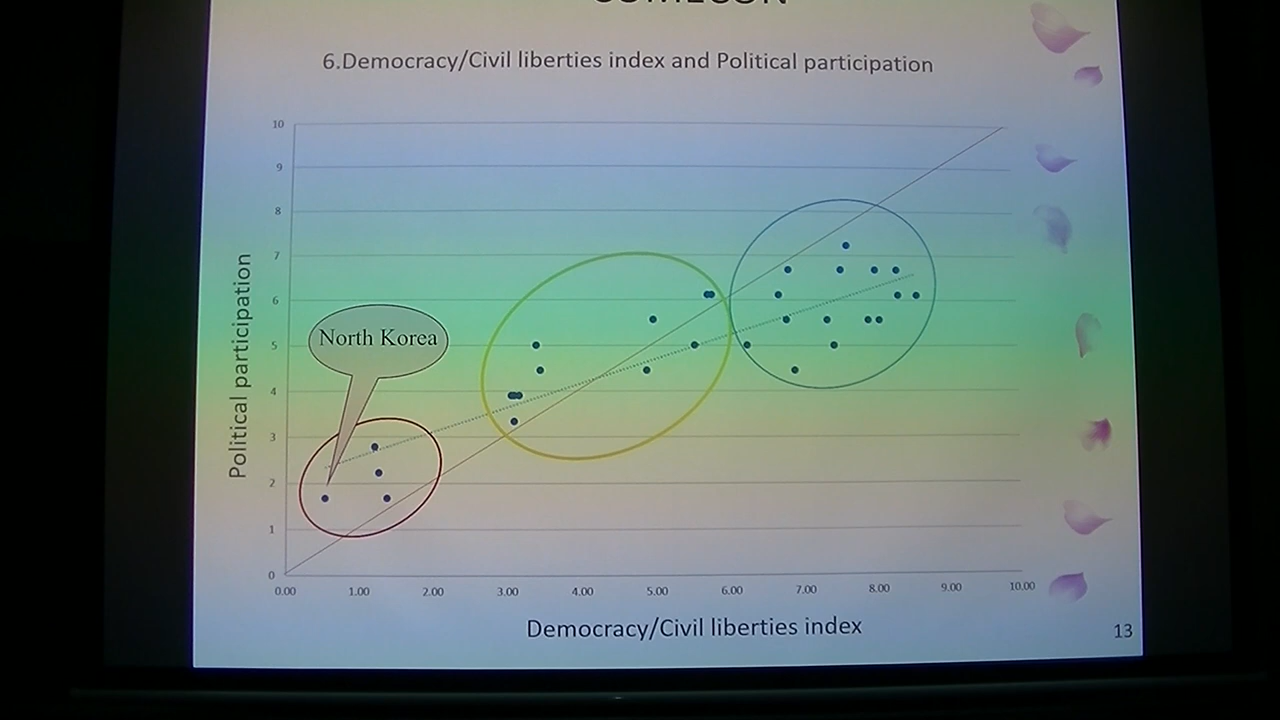 6.Democracy/Civil liberties index and Political participation
10
9
8
7
6
5
4
3
2
1
0
Political participation
North Korea
0.00 1.00 2.00 3.00 4.00 5.00 6.00 7.00 8.00 9.00 10.00
Democracy/Civil liberties index
13